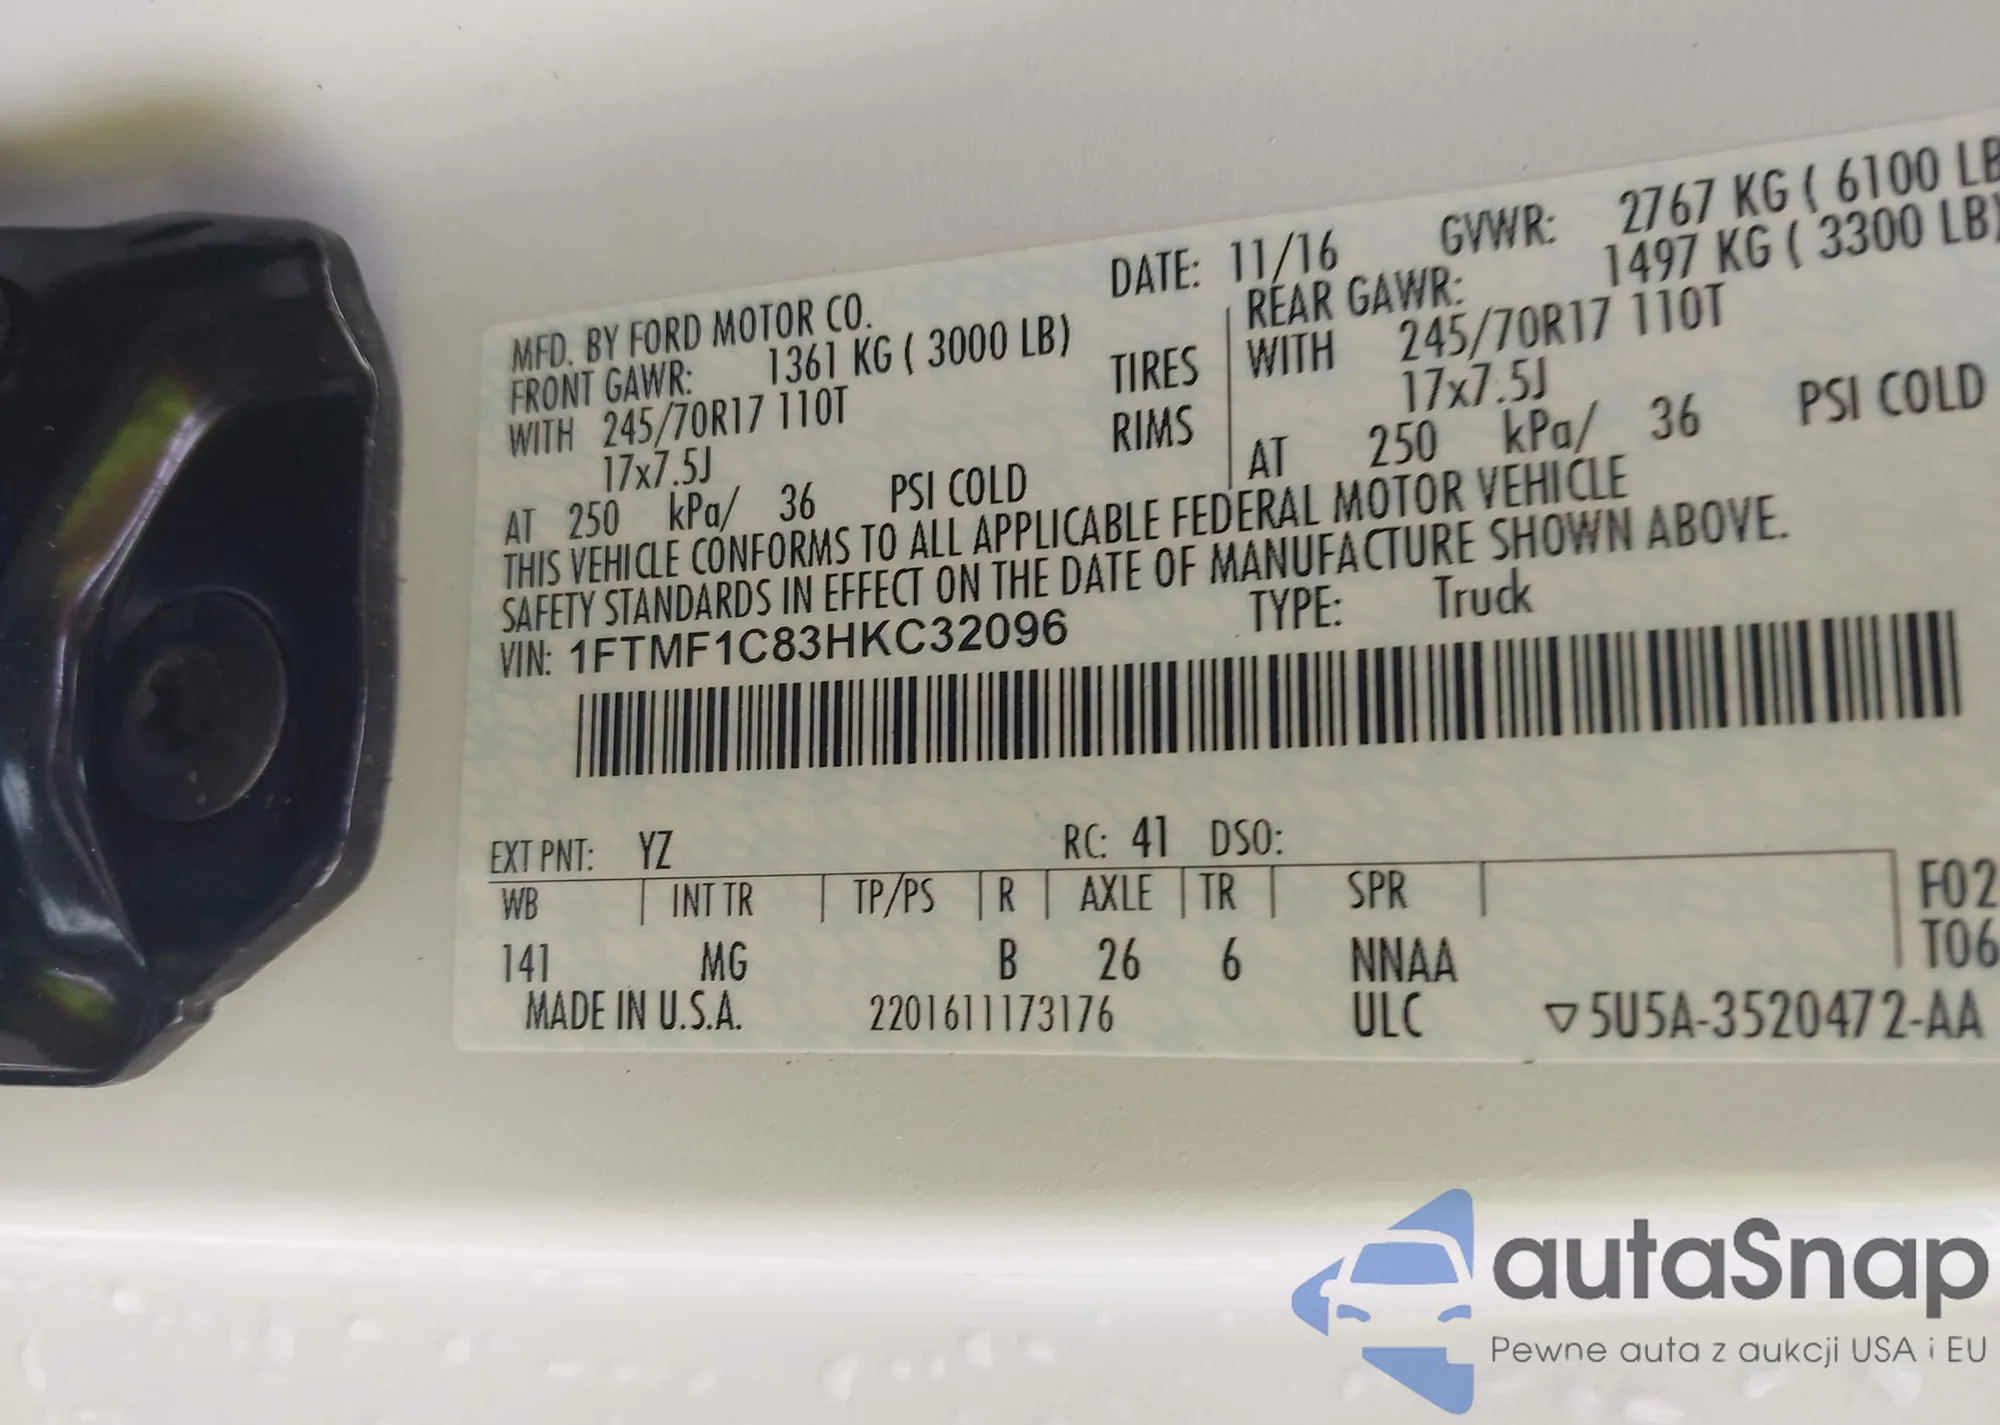 MFD. BY FORD MOTOR CO. DATE: 11/16 GVWR: 2767 KG ( 6100 LB
FRONT GAWR: 1361 KG ( 3000 LB) REAR GAWR: 1497 KG ( 3300 LB)
WITH 245/70R17 110T TIRES WITH 245/70R17 110T
17x7.5J RIMS 17x7.5J
AT 250 kPa/ 36 PSI COLD AT 250 kPa/ 36 PSI COLD
THIS VEHICLE CONFORMS TO ALL APPLICABLE FEDERAL MOTOR VEHICLE
SAFETY STANDARDS IN EFFECT ON THE DATE OF MANUFACTURE SHOWN ABOVE.
VIN: 1FTMF1C83HKC32096 TYPE: Truck
EXT PNT: YZ RC: 41 DSO:
WB INT TR TP/PS R AXLE TR SPR F02
141 MG B 26 6 NNAA T06
MADE IN U.S.A. 2201611173176 ULC ▽5U5A-3520472-AA
autaSnap
Pewne auta z aukcji USA i EU